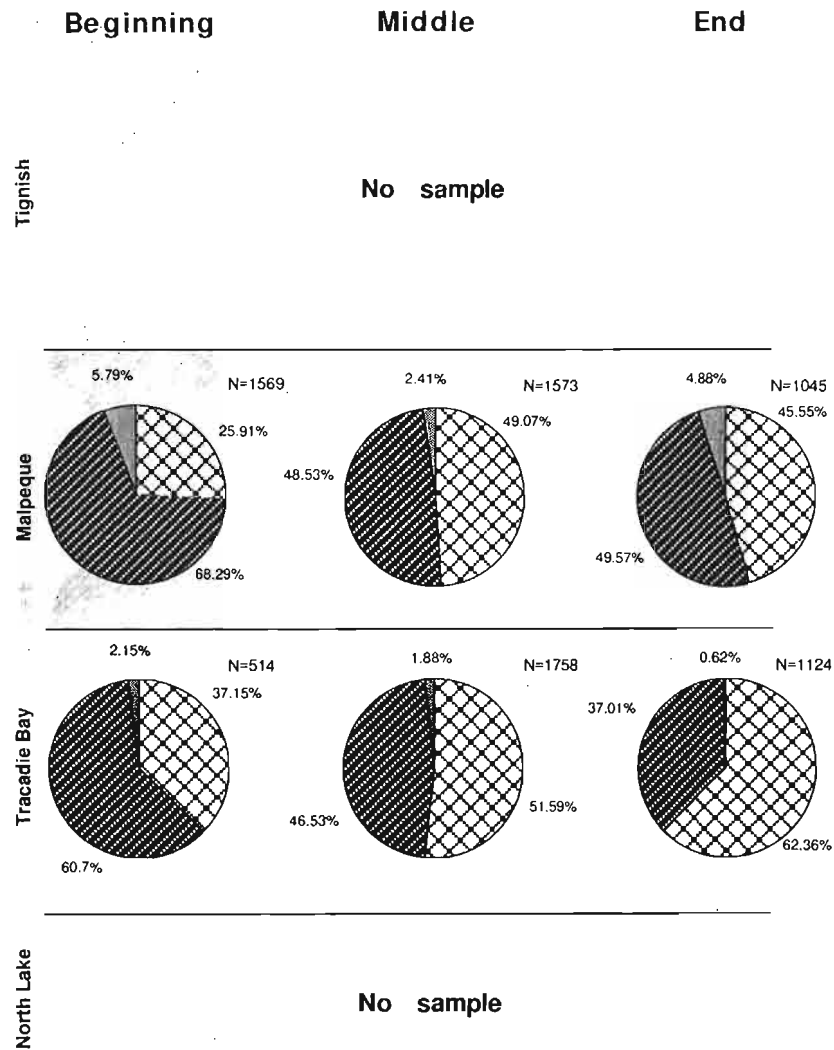 Beginning Middle End
Tignish
No sample
Malpeque
5.79% N=1569
25.91%
68.29%
2.41% N=1573
49.07%
48.53%
4.88% N=1045
45.55%
49.57%
Tracadie Bay
2.15% N=514
37.15%
60.7%
1.88% N=1758
46.53%
51.59%
0.62% N=1124
37.01%
62.36%
North Lake
No sample